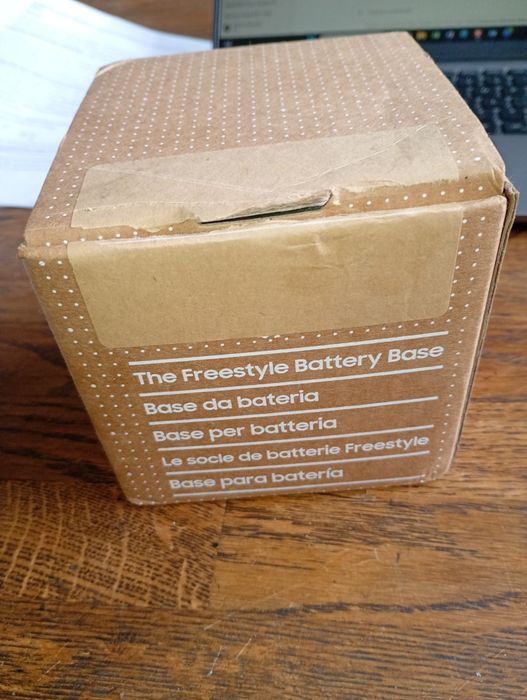 The Freestyle Battery Base
Base da bateria
Base per batteria
Le socle de batterie Freestyle
Base para batería